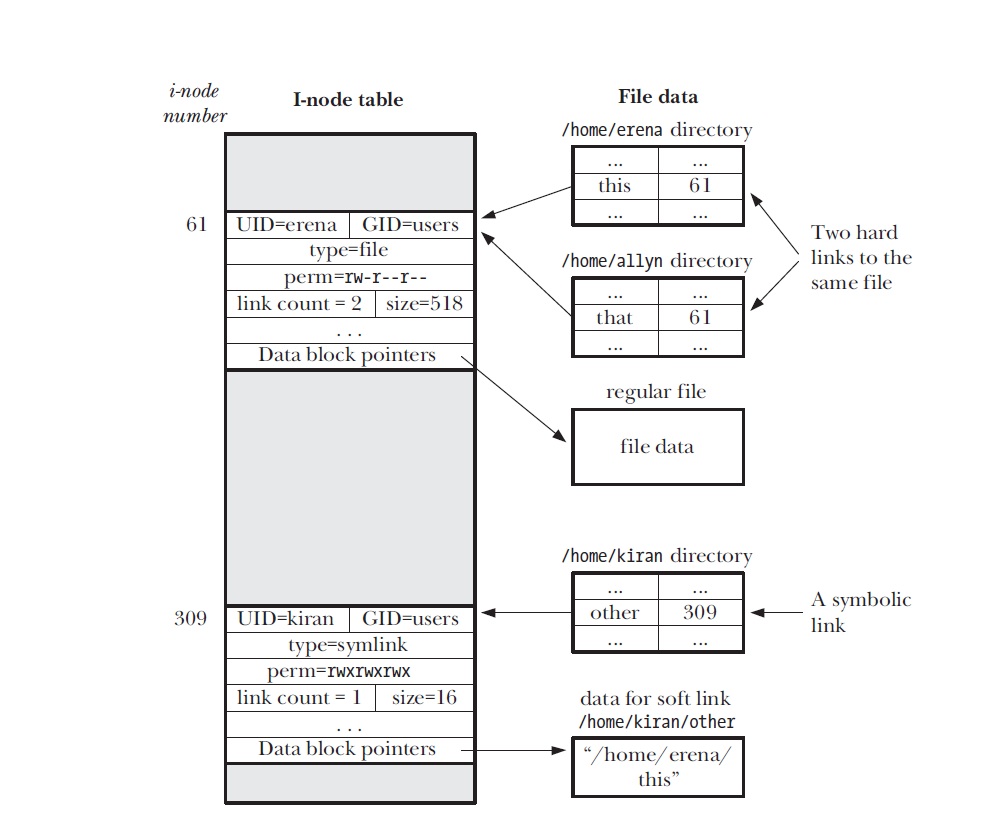 i-node
number
I-node table
File data
/home/erena directory
... ...
this 61
... ...
61
UID=erena GID=users
type=file
perm=rw-r--r--
link count = 2 size=518
...
Data block pointers
Two hard
links to the
same file
/home/allyn directory
... ...
that 61
... ...
regular file
file data
/home/kiran directory
... ...
other 309
... ...
A symbolic
link
309
UID=kiran GID=users
type=symlink
perm=rwxrwxrwx
link count = 1 size=16
...
Data block pointers
data for soft link
/home/kiran/other
“/home/erena/
this”